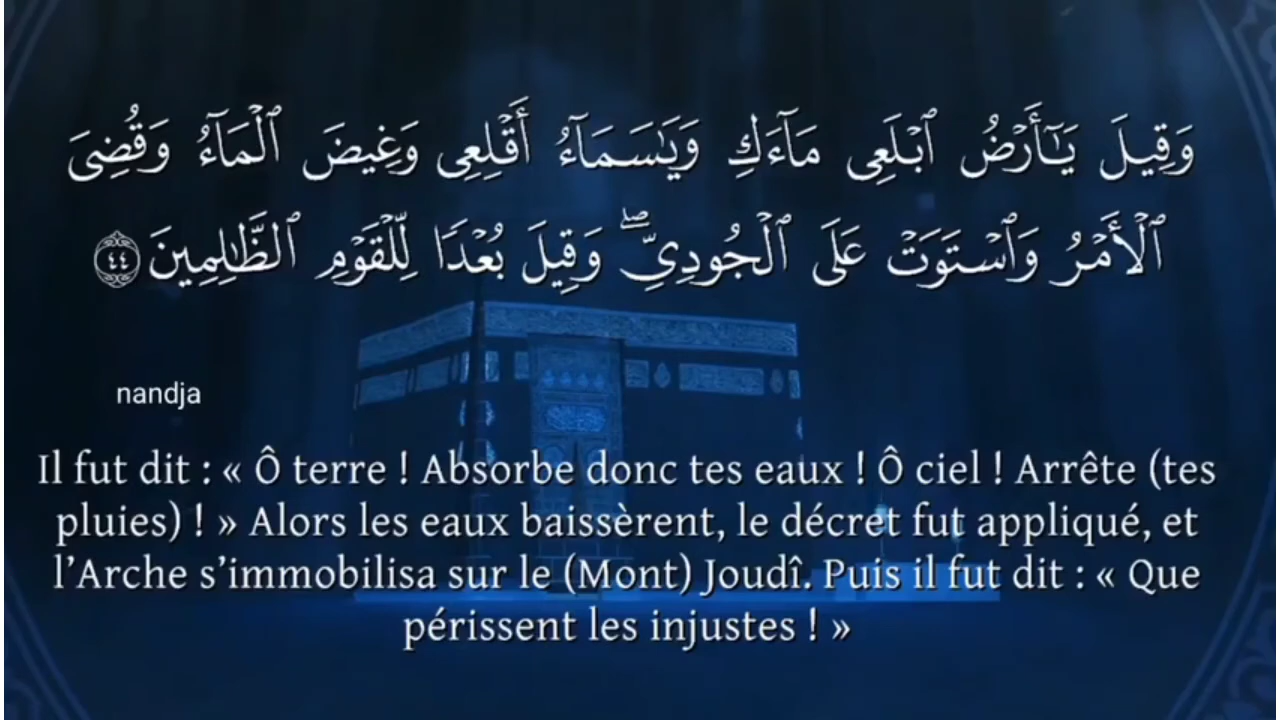 وَقِيلَ يَـٰٓأَرۡضُ ٱبۡلَعِي مَآءَكِ وَيَـٰسَمَآءُ أَقۡلِعِي وَغِيضَ ٱلۡمَآءُ وَقُضِيَ
ٱلۡأَمۡرُ وَٱسۡتَوَتۡ عَلَى ٱلۡجُودِيِّۖ وَقِيلَ بُعۡدٗا لِّلۡقَوۡمِ ٱلظَّـٰلِمِينَ ٤٤
nandja
Il fut dit : « Ô terre ! Absorbe donc tes eaux ! Ô ciel ! Arrête (tes
pluies) ! » Alors les eaux baissèrent, le décret fut appliqué, et
l’Arche s’immobilisa sur le (Mont) Joudî. Puis il fut dit : « Que
périssent les injustes ! »